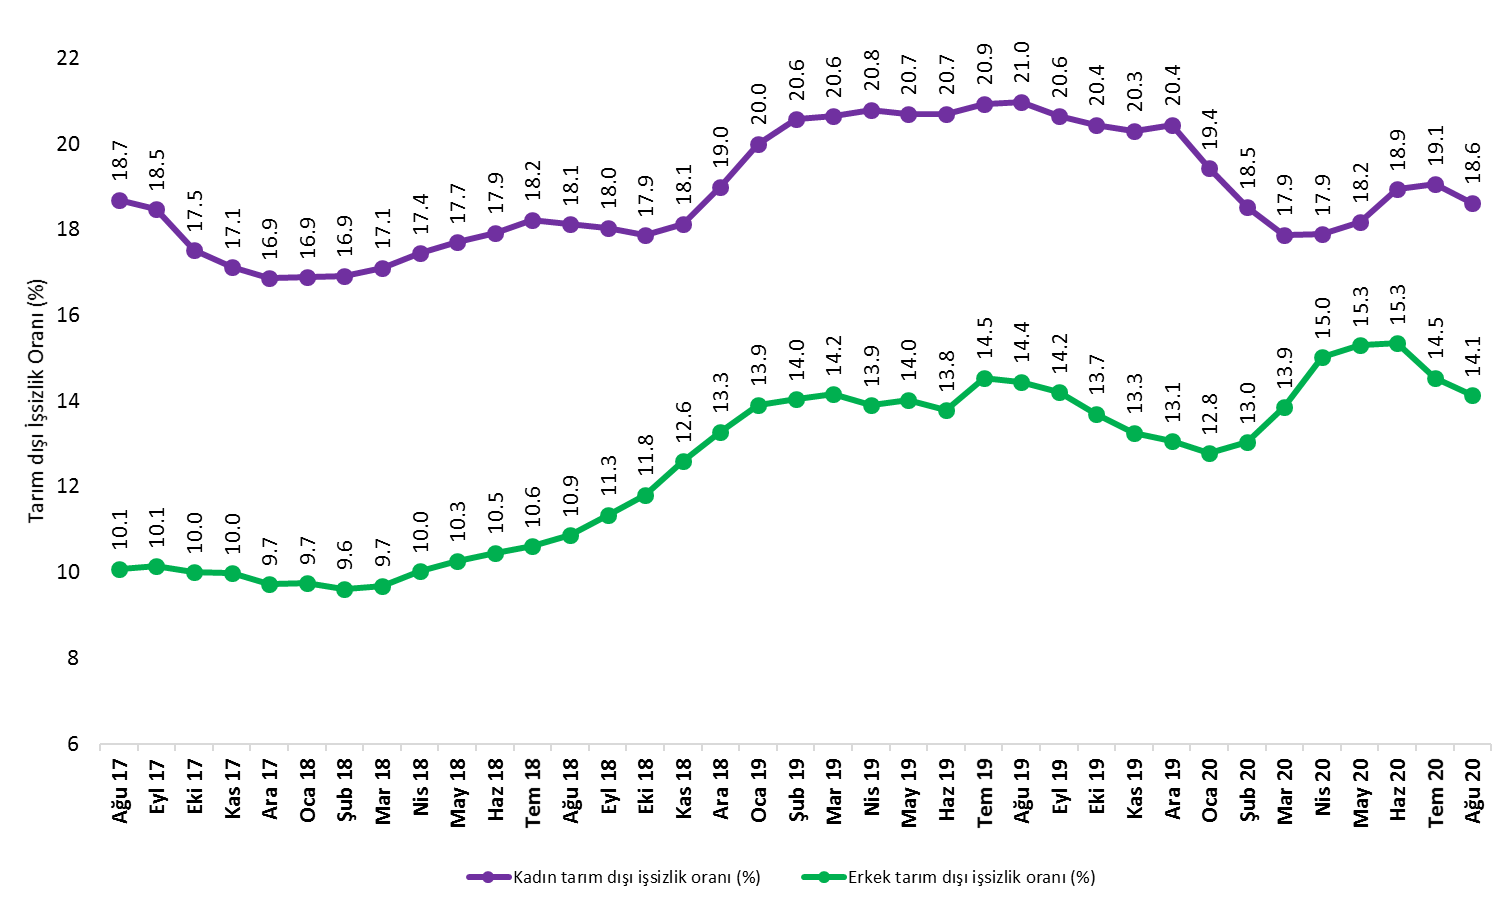 22
20
18
16
14
12
10
8
6
Tarım dışı İşsizlik Oranı (%)
18.7 18.5 17.5 17.1 16.9 16.9 16.9 17.1 17.4 17.7 17.9 18.2 18.1 18.0 17.9 18.1 19.0 20.0 20.6 20.6 20.8 20.7 20.7 20.9 21.0 20.6 20.4 20.3 20.4 19.4 18.5 17.9 17.9 18.2 18.9 19.1 18.6
10.1 10.1 10.0 10.0 9.7 9.7 9.6 9.7 10.0 10.3 10.5 10.6 10.9 11.3 11.8 12.6 13.3 13.9 14.0 14.2 13.9 14.0 13.8 14.5 14.4 14.2 13.7 13.3 13.1 12.8 13.0 13.9 15.0 15.3 15.3 14.5 14.1
Ağu 17 Eyl 17 Eki 17 Kas 17 Ara 17 Oca 18 Şub 18 Mar 18 Nis 18 May 18 Haz 18 Tem 18 Ağu 18 Eyl 18 Eki 18 Kas 18 Ara 18 Oca 19 Şub 19 Mar 19 Nis 19 May 19 Haz 19 Tem 19 Ağu 19 Eyl 19 Eki 19 Kas 19 Ara 19 Oca 20 Şub 20 Mar 20 Nis 20 May 20 Haz 20 Tem 20 Ağu 20
Kadın tarım dışı işsizlik oranı (%) Erkek tarım dışı işsizlik oranı (%)